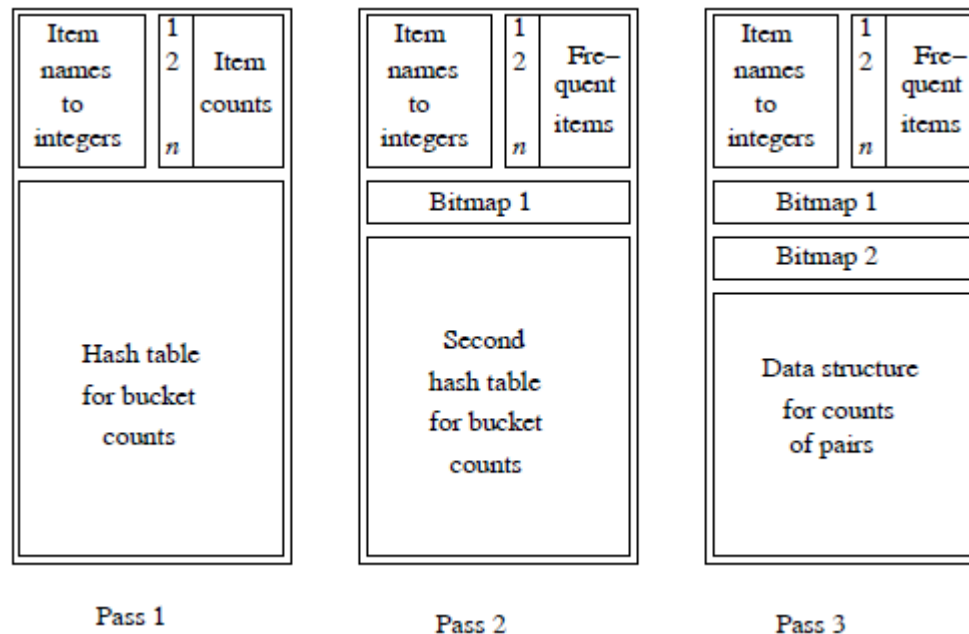 Item
names
to
integers
1
2
n
Item
counts
Hash table
for bucket
counts
Pass 1
Item
names
to
integers
1
2
n
Fre–
quent
items
Bitmap 1
Second
hash table
for bucket
counts
Pass 2
Item
names
to
integers
1
2
n
Fre–
quent
items
Bitmap 1
Bitmap 2
Data structure
for counts
of pairs
Pass 3